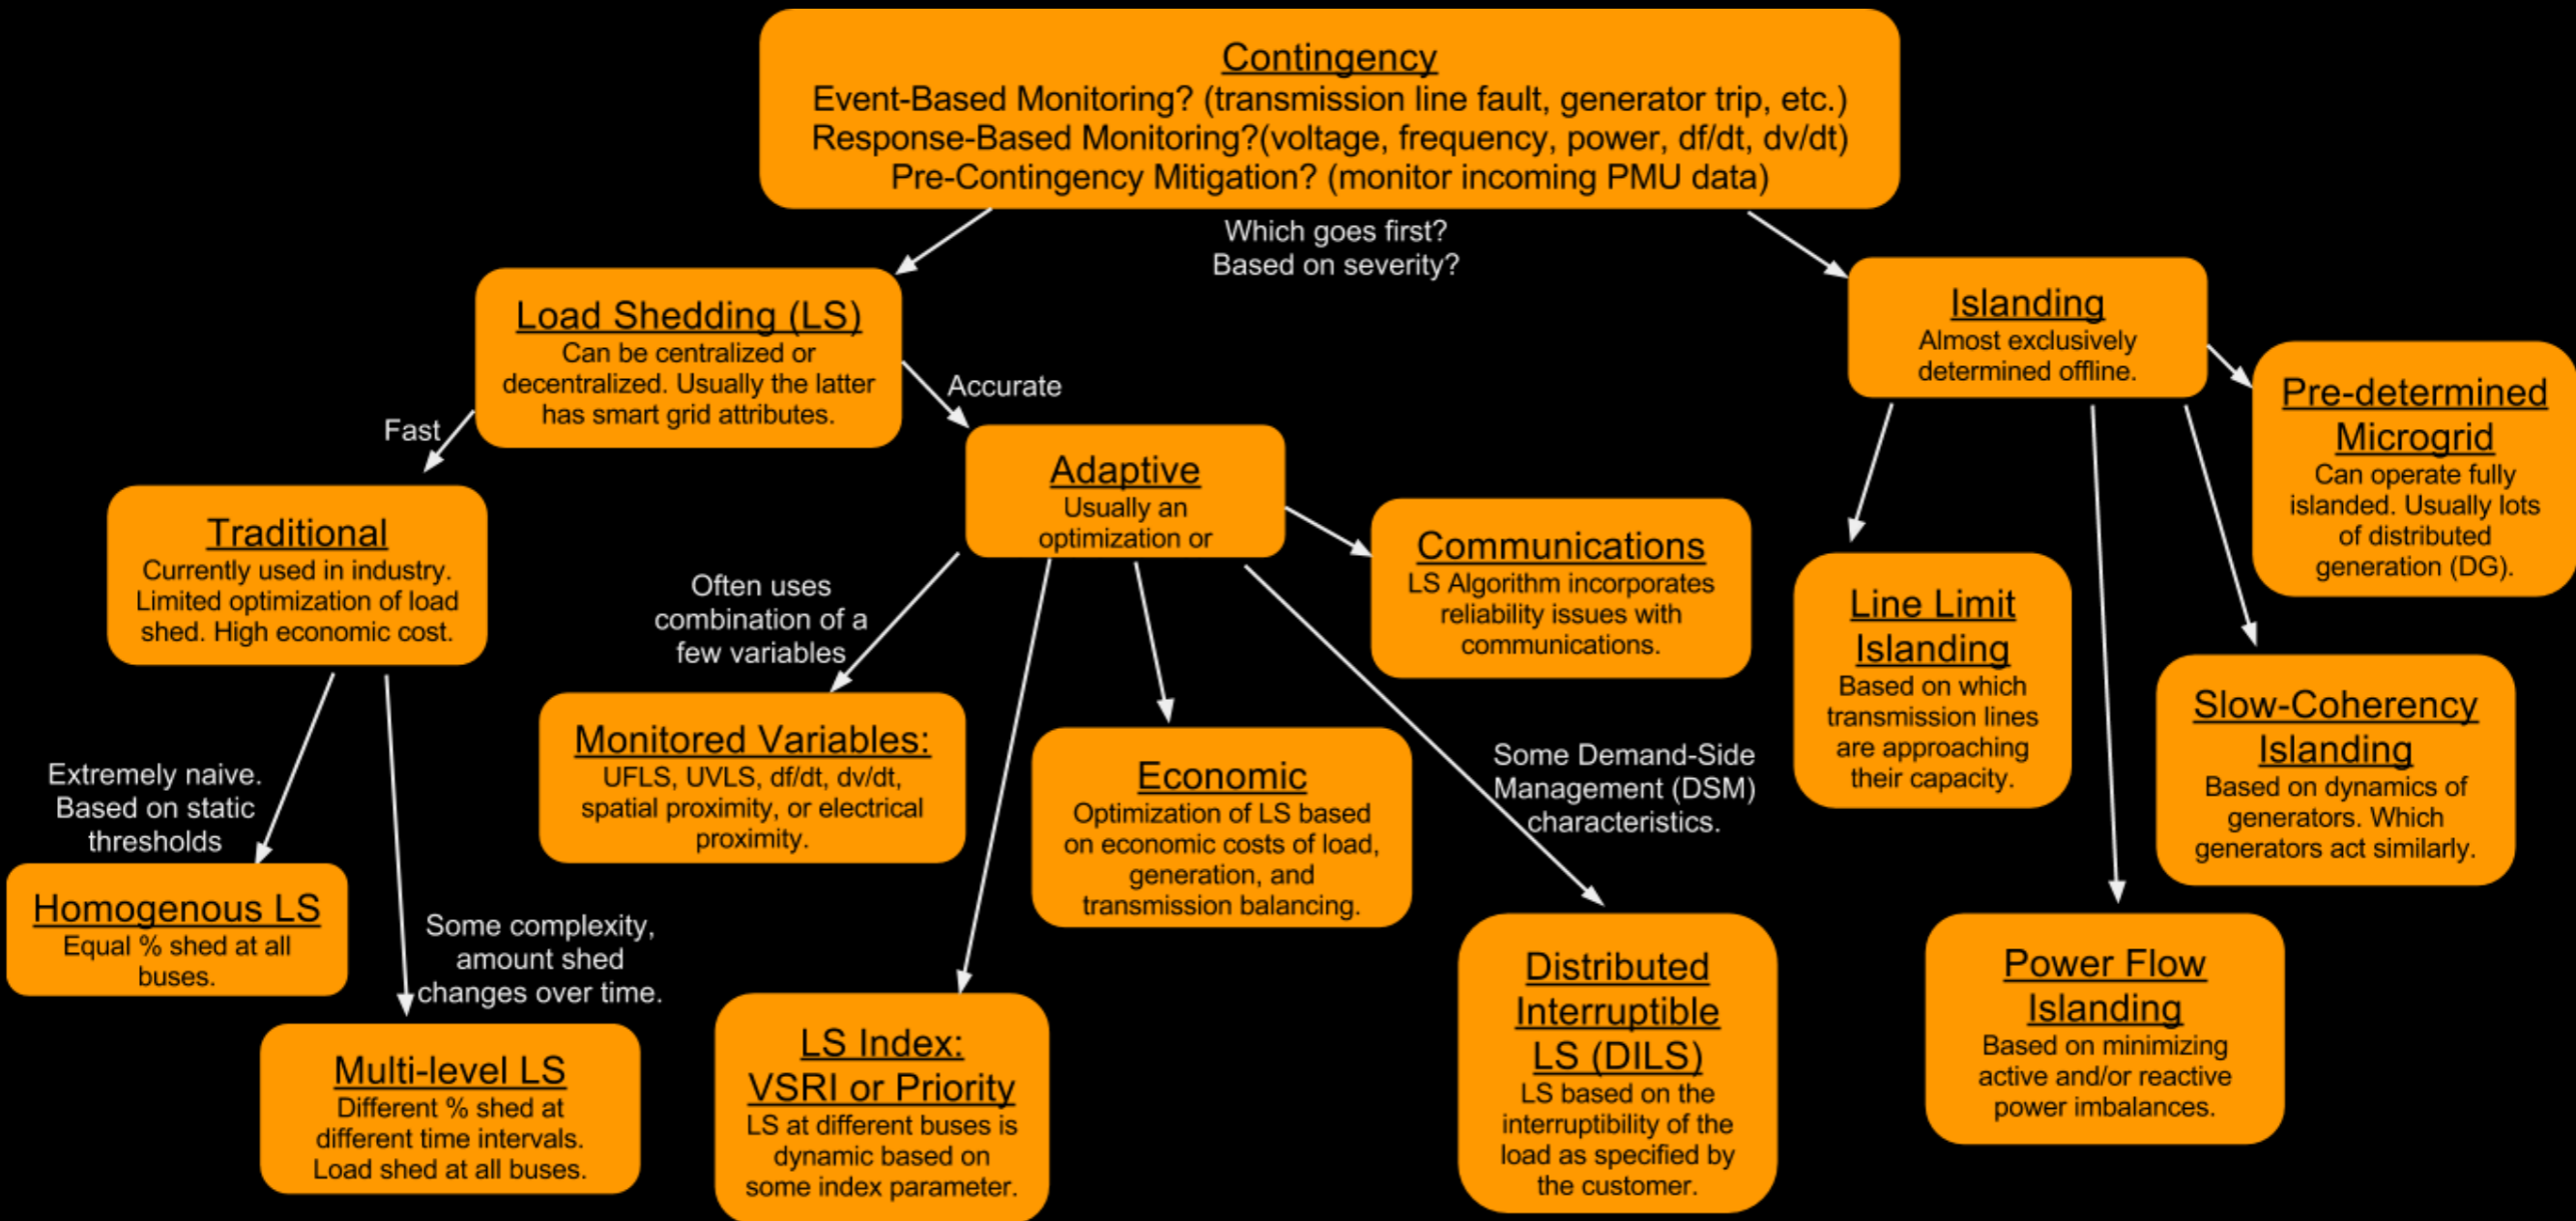 Contingency
Event-Based Monitoring? (transmission line fault, generator trip, etc.)
Response-Based Monitoring?(voltage, frequency, power, df/dt, dv/dt)
Pre-Contingency Mitigation? (monitor incoming PMU data)
Which goes first?
Based on severity?
Load Shedding (LS)
Can be centralized or
decentralized. Usually the latter
has smart grid attributes.
Fast
Accurate
Traditional
Currently used in industry.
Limited optimization of load
shed. High economic cost.
Extremely naive.
Based on static
thresholds
Homogenous LS
Equal % shed at all
buses.
Some complexity,
amount shed
changes over time.
Multi-level LS
Different % shed at
different time intervals.
Load shed at all buses.
Adaptive
Usually an
optimization or
Often uses
combination of a
few variables
Monitored Variables:
UFLS, UVLS, df/dt, dv/dt,
spatial proximity, or electrical
proximity.
LS Index:
VSRI or Priority
LS at different buses is
dynamic based on
some index parameter.
Economic
Optimization of LS based
on economic costs of load,
generation, and
transmission balancing.
Some Demand-Side
Management (DSM)
characteristics.
Distributed
Interruptible
LS (DILS)
LS based on the
interruptibility of the
load as specified by
the customer.
Communications
LS Algorithm incorporates
reliability issues with
communications.
Islanding
Almost exclusively
determined offline.
Line Limit
Islanding
Based on which
transmission lines
are approaching
their capacity.
Power Flow
Islanding
Based on minimizing
active and/or reactive
power imbalances.
Slow-Coherency
Islanding
Based on dynamics of
generators. Which
generators act similarly.
Pre-determined
Microgrid
Can operate fully
islanded. Usually lots
of distributed
generation (DG).